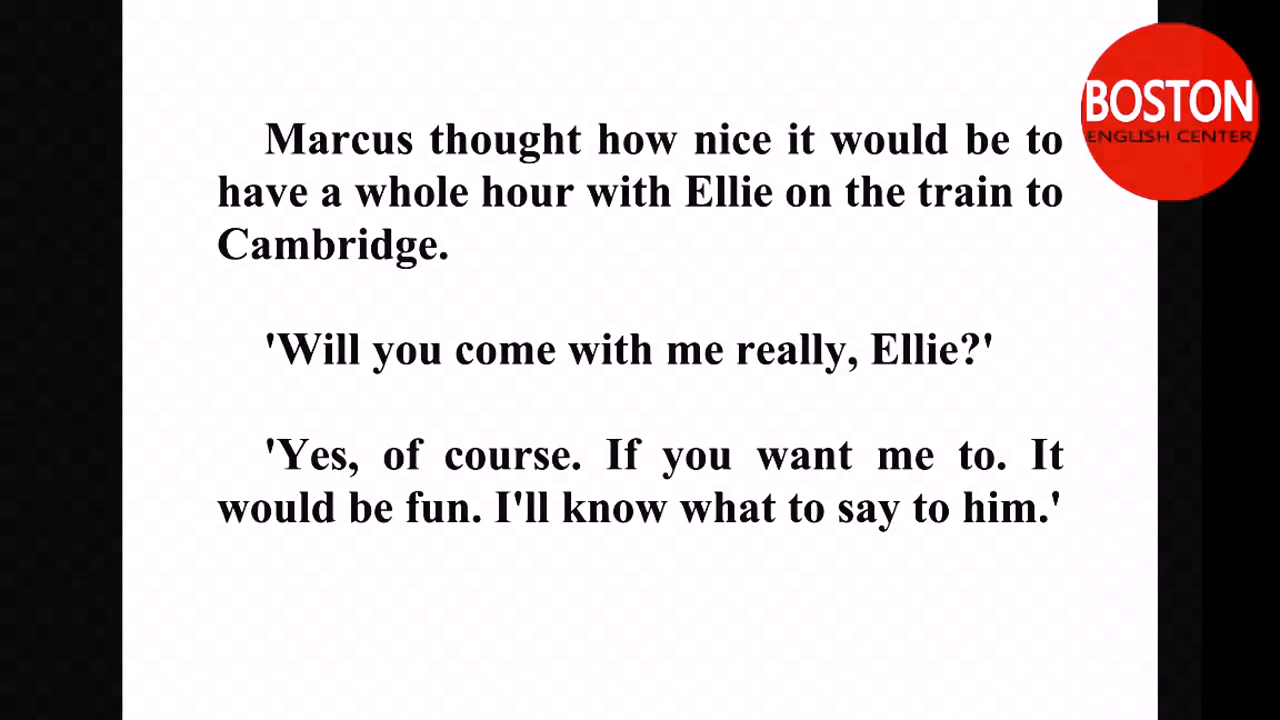 BOSTON
ENGLISH CENTER
Marcus thought how nice it would be to
have a whole hour with Ellie on the train to
Cambridge.
'Will you come with me really, Ellie?'
'Yes, of course. If you want me to. It
would be fun. I'll know what to say to him.'